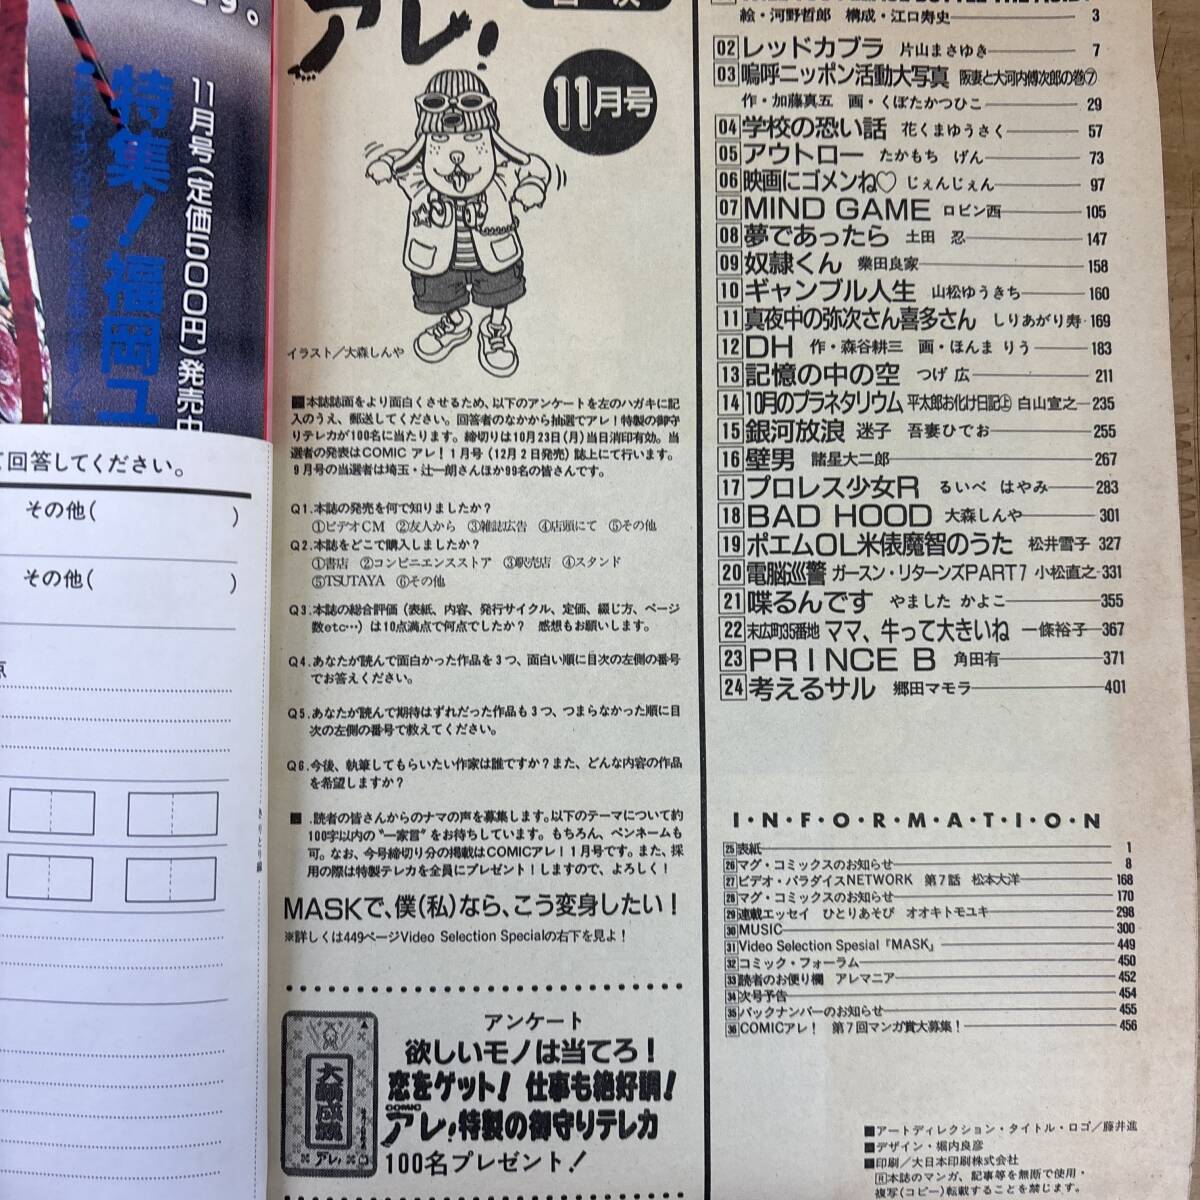 特集！福岡ユ
11月号(定価500円)発売中
て回答してください。
その他( )
その他( )
アレ！
11月号
イラスト／大森しんや
本誌誌面をより面白くさせるため、以下のアンケートを左のハガキに記
入のうえ、郵送してください。回答者のなかから抽選でアレ！特製の御守
りテレカが100名に当たります。締切りは10月23日(月)当日消印有効。当
選者の発表はCOMIC アレ！1月号(12月2日発売)誌上にて行います。
9月号の当選者は埼玉・辻一朗さんほか99名の皆さんです。
Q1.本誌の発売を何で知りましたか？
①ビデオCM ②友人から ③雑誌広告 ④店頭にて ⑤その他
Q2.本誌をどこで購入しましたか？
①書店 ②コンビニエンスストア ③駅売店 ④スタンド
⑤TSUTAYA ⑥その他
Q3.本誌の総合評価(表紙、内容、発行サイクル、定価、綴じ方、ページ
数etc…)は10点満点で何点でしたか？ 感想もお願いします。
Q4.あなたが読んで面白かった作品を3つ、面白い順に目次の左側の番号
でお答えください。
Q5.あなたが読んで期待はずれだった作品も3つ、つまらなかった順に目
次の左側の番号で教えてください。
Q6.今後、執筆してもらいたい作家は誰ですか？また、どんな内容の作品
を希望しますか？
■.読者の皆さんからのナマの声を募集します。以下のテーマについて約
100字以内の〝一家言〟をお待ちしています。もちろん、ペンネームも
可。なお、今号締切り分の掲載はCOMICアレ！1月号です。また、採
用の際は特製テレカを全員にプレゼント！しますので、よろしく！
MASKで、僕(私)なら、こう変身したい！
※詳しくは449ページVideo Selection Specialの右下を見よ！
アンケート
欲しいモノは当てろ！
恋をゲット！ 仕事も絶好調！
COMICアレ！特製の御守りテレカ
100名プレゼント！
大願成就
アレ！
絵・河野哲郎 構成・江口寿史 3
02 レッドカブラ 片山まさゆき 7
03 嗚呼ニッポン活動大写真 阪妻と大河内傅次郎の巻⑦
作・加藤真五 画・くぼたかつひこ 29
04 学校の恐い話 花くまゆうさく 57
05 アウトロー たかもち げん 73
06 映画にゴメンね♡ じぇんじぇん 97
07 MIND GAME ロビン西 105
08 夢であったら 土田 忍 147
09 奴隷くん 業田良家 158
10 ギャンブル人生 山松ゆうきち 160
11 真夜中の弥次さん喜多さん しりあがり寿 169
12 DH 作・森谷耕三 画・ほんま りう 183
13 記憶の中の空 つげ 広 211
14 10月のプラネタリウム 平太郎お化け日記㊤ 白山宣之 235
15 銀河放浪 迷子 吾妻ひでお 255
16 壁男 諸星大二郎 267
17 プロレス少女R るいべ はやみ 283
18 BAD HOOD 大森しんや 301
19 ポエムOL米俵魔智のうた 松井雪子 327
20 電脳巡警 ガースン・リターンズPART7 小松直之 331
21 喋るんです やました かよこ 355
22 末広町35番地 ママ、牛って大きいね 一條裕子 367
23 PRINCE B 角田有 371
24 考えるサル 郷田マモラ 401
I・N・F・O・R・M・A・T・I・O・N
25 表紙 1
26 マグ・コミックスのお知らせ 8
27 ビデオ・パラダイスNETWORK 第7話 松本大洋 168
28 マグ・コミックスのお知らせ 170
29 連載エッセイ ひとりあそび オオキトモユキ 298
30 MUSIC 300
31 Video Selection Spesial『MASK』 449
32 コミック・フォーラム 450
33 読者のお便り欄 アレマニア 452
34 次号予告 454
35 バックナンバーのお知らせ 455
36 COMICアレ！ 第7回マンガ賞大募集！ 456
■アートディレクション・タイトル・ロゴ／藤井進
■デザイン・堀内良彦
■印刷／大日本印刷株式会社
Ⓡ本誌のマンガ、記事等を無断で使用・
複写(コピー)転載することを禁じます。